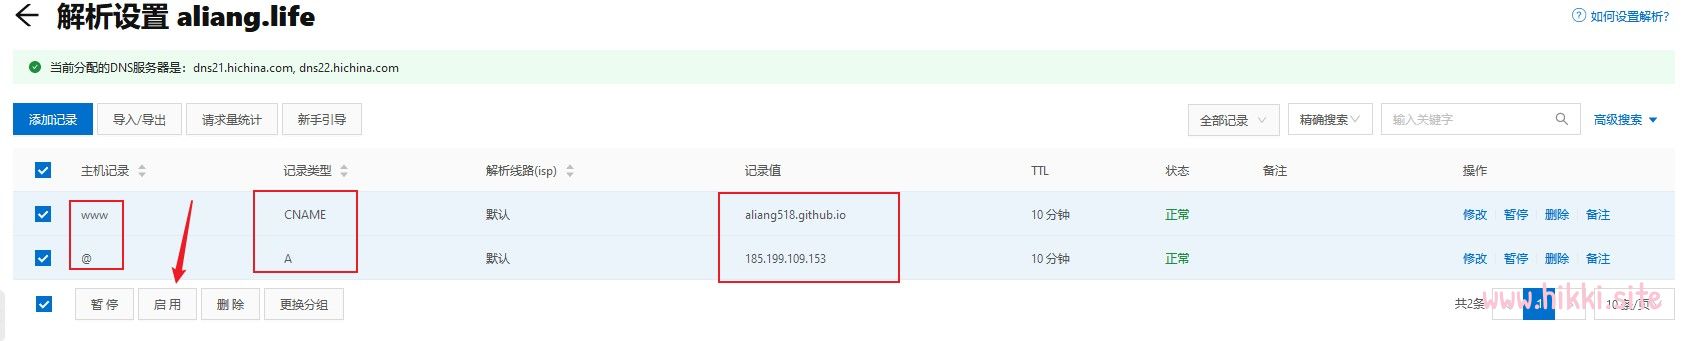 解析设置 aliang.life
如何设置解析?
当前分配的DNS服务器是: dns21.hichina.com, dns22.hichina.com
添加记录 导入/导出 请求量统计 新手引导 全部记录 精确搜索 输入关键字 高级搜索
主机记录 记录类型 解析线路(isp) 记录值 TTL 状态 备注 操作
www CNAME 默认 aliang518.github.io 10 分钟 正常 修改 暂停 删除 备注
@ A 默认 185.199.109.153 10 分钟 正常 修改 暂停 删除 备注
暂停 启用 删除 更换分组 共2条 1 10条/页
www.hikki.site